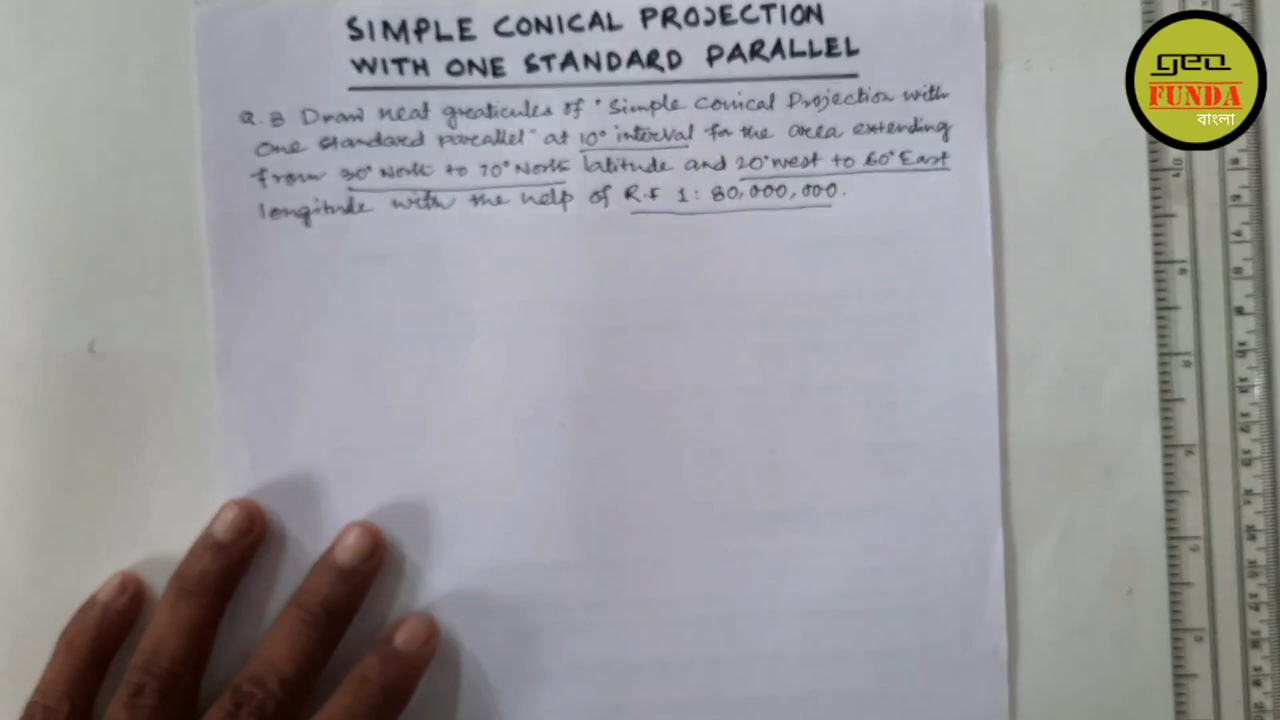 SIMPLE CONICAL PROJECTION
WITH ONE STANDARD PARALLEL
Q. 3 Draw neat greaticules of "Simple Conical Projection with
One standard parallel" at 10° interval for the area extending
from 30° North to 70° North latitude and 20° west to 60° East
longitude with the help of R.F 1: 80,000,000.
geo
FUNDA
বাংলা